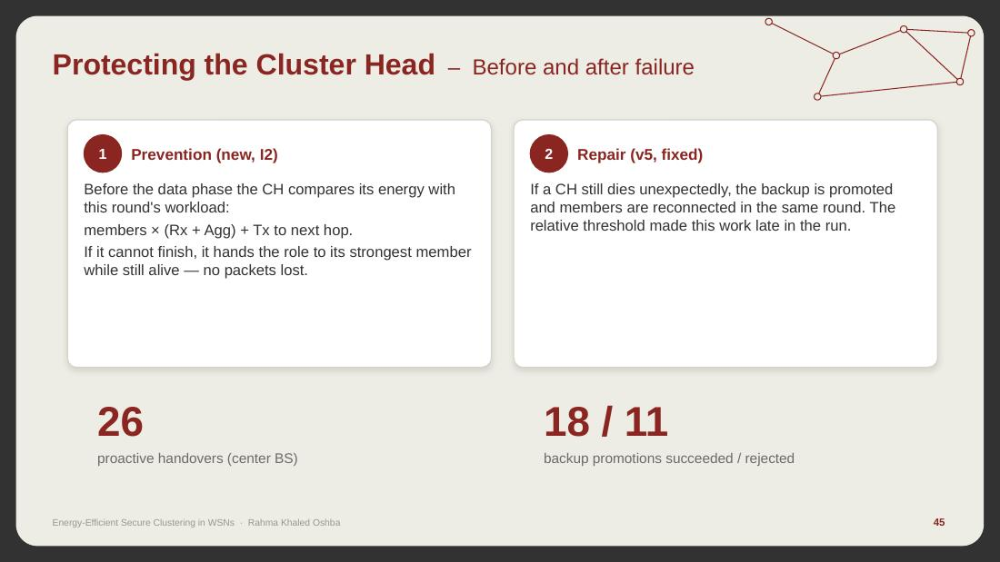 Protecting the Cluster Head – Before and after failure
1
Prevention (new, I2)
Before the data phase the CH compares its energy with
this round's workload:
members × (Rx + Agg) + Tx to next hop.
If it cannot finish, it hands the role to its strongest member
while still alive — no packets lost.
2
Repair (v5, fixed)
If a CH still dies unexpectedly, the backup is promoted
and members are reconnected in the same round. The
relative threshold made this work late in the run.
26
proactive handovers (center BS)
18 / 11
backup promotions succeeded / rejected
Energy-Efficient Secure Clustering in WSNs · Rahma Khaled Oshba
45